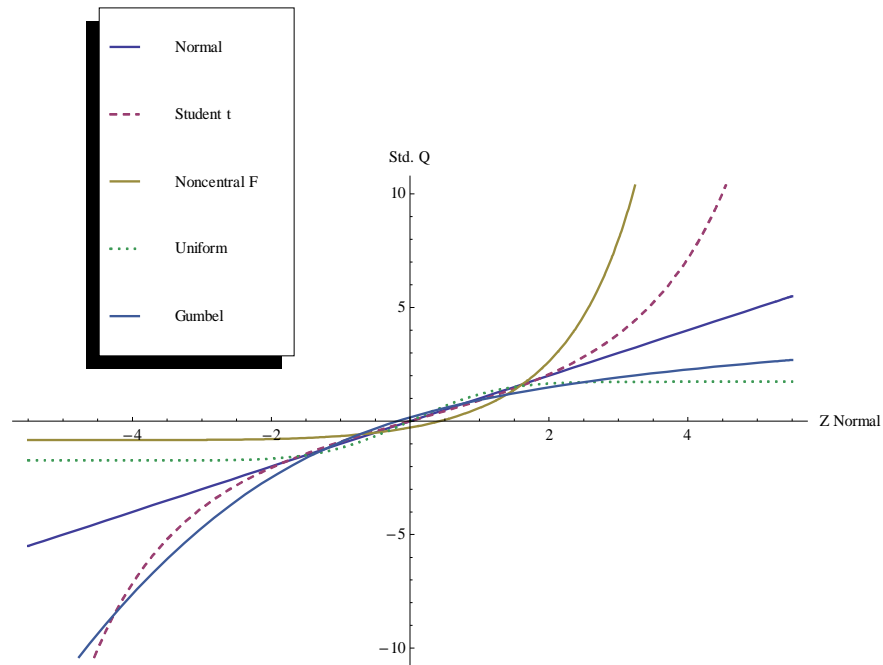 Normal
Student t
Noncentral F
Uniform
Gumbel
Std. Q
10
5
−4
−2
2
4
Z Normal
−5
−10